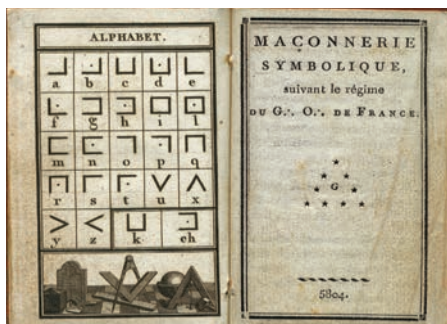 ALPHABET.
a b c d e
f g h i l
m n o p q
r s t u x
y z k ch
MAÇONNERIE
SYMBOLIQUE,
suivant le régime
DU G∴ O∴ DE FRANCE.
G
5804.